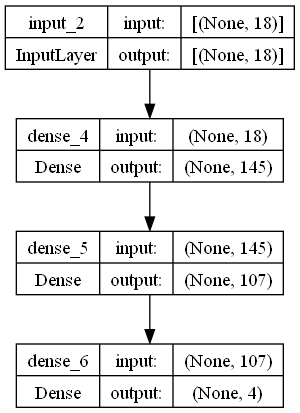 input_2 input: [(None, 18)]
InputLayer output: [(None, 18)]
dense_4 input: (None, 18)
Dense output: (None, 145)
dense_5 input: (None, 145)
Dense output: (None, 107)
dense_6 input: (None, 107)
Dense output: (None, 4)